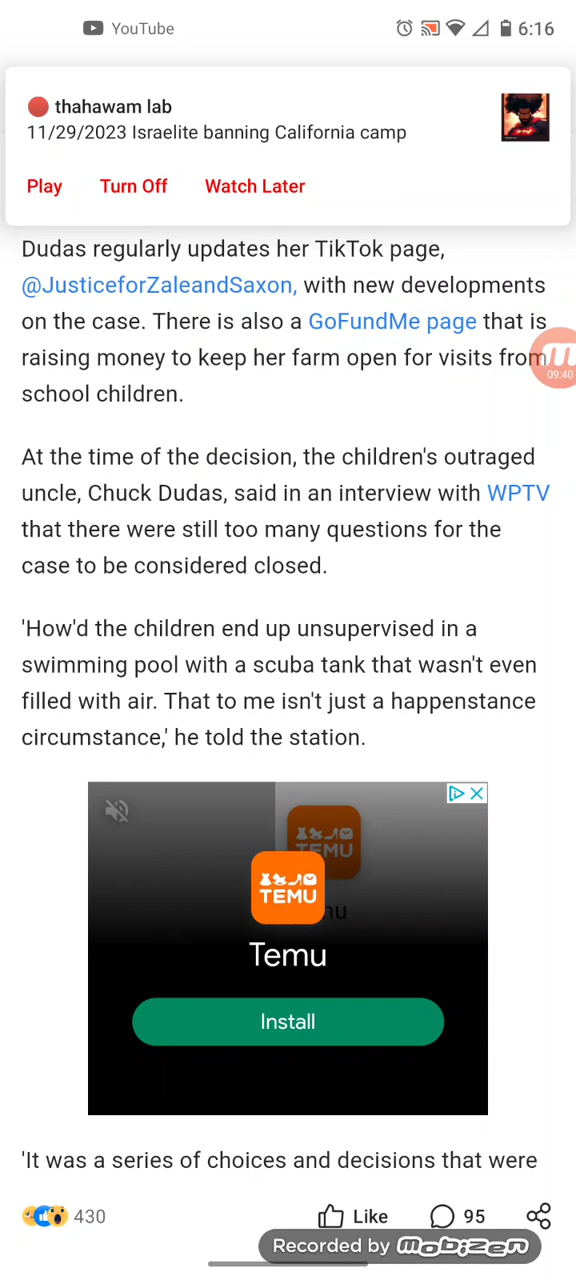 YouTube
6:16
thahawam lab
11/29/2023 Israelite banning California camp
Play Turn Off Watch Later
Dudas regularly updates her TikTok page,
@JusticeforZaleandSaxon, with new developments
on the case. There is also a GoFundMe page that is
raising money to keep her farm open for visits from
09:40
school children.
At the time of the decision, the children's outraged
uncle, Chuck Dudas, said in an interview with WPTV
that there were still too many questions for the
case to be considered closed.
'How'd the children end up unsupervised in a
swimming pool with a scuba tank that wasn't even
filled with air. That to me isn't just a happenstance
circumstance,' he told the station.
TEMU
TEMU
nu
Temu
Install
'It was a series of choices and decisions that were
430 Like 95
Recorded by mobizen